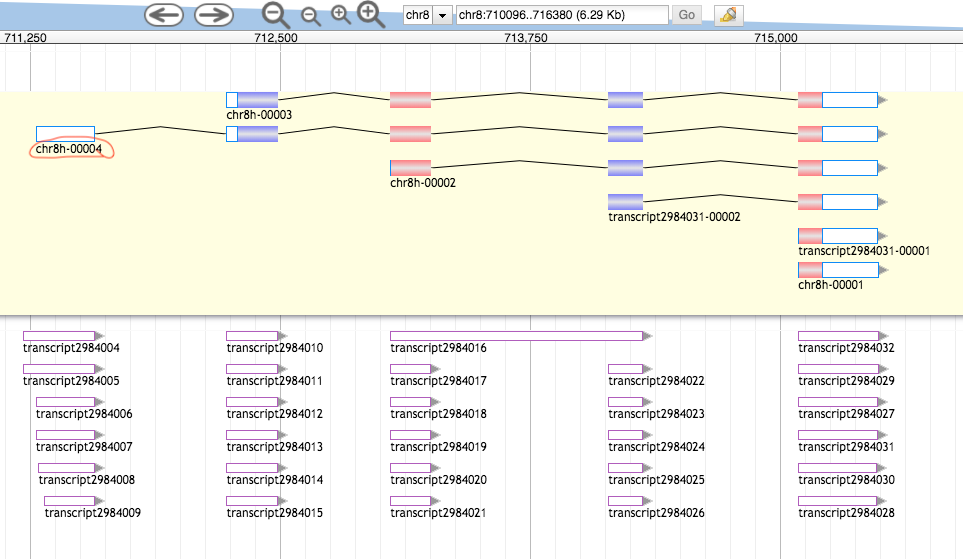 chr8 chr8:710096..716380 (6.29 Kb) Go
711,250 712,500 713,750 715,000
chr8h-00003
chr8h-00004
chr8h-00002
transcript2984031-00002
transcript2984031-00001
chr8h-00001
transcript2984004 transcript2984010 transcript2984016 transcript2984032
transcript2984005 transcript2984011 transcript2984017 transcript2984022 transcript2984029
transcript2984006 transcript2984012 transcript2984018 transcript2984023 transcript2984027
transcript2984007 transcript2984013 transcript2984019 transcript2984024 transcript2984031
transcript2984008 transcript2984014 transcript2984020 transcript2984025 transcript2984030
transcript2984009 transcript2984015 transcript2984021 transcript2984026 transcript2984028